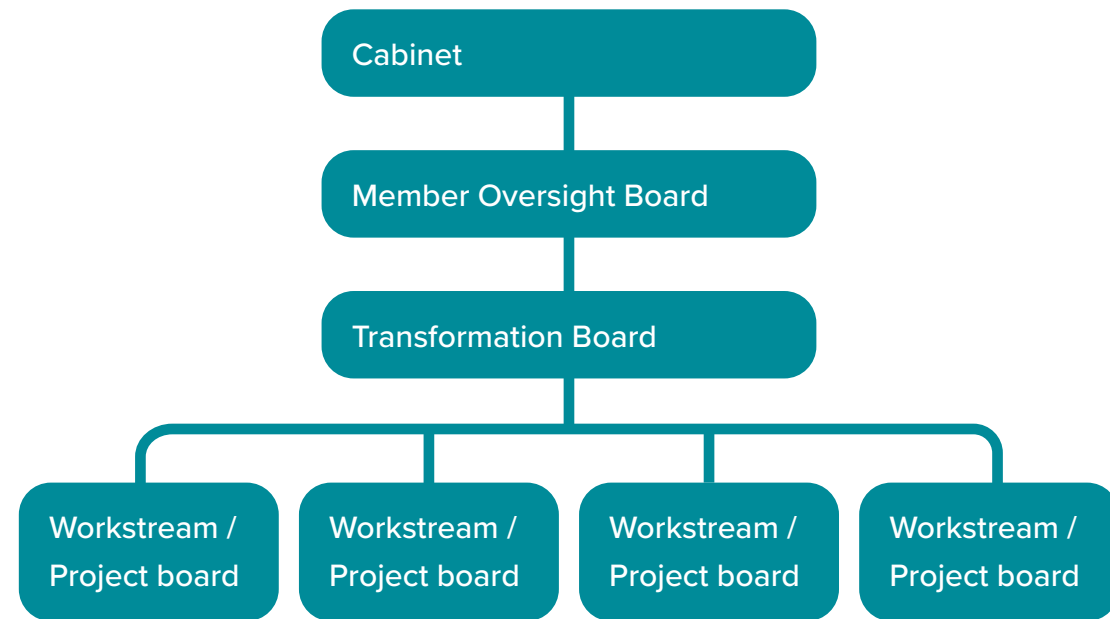 Cabinet
Member Oversight Board
Transformation Board
Workstream /
Project board
Workstream /
Project board
Workstream /
Project board
Workstream /
Project board